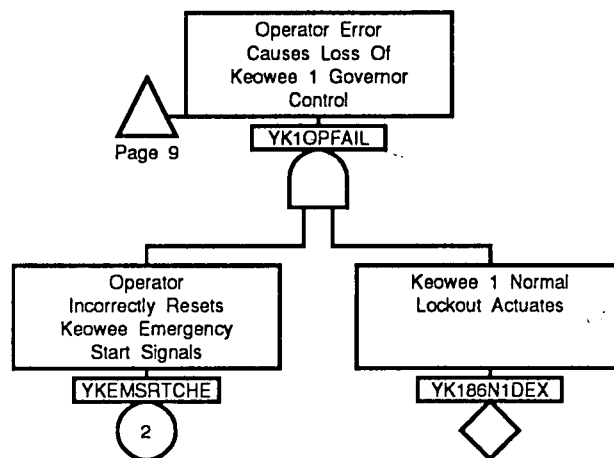 Operator Error
Causes Loss Of
Keowee 1 Governor
Control
Page 9
YK1OPFAIL
Operator
Incorrectly Resets
Keowee Emergency
Start Signals
Keowee 1 Normal
Lockout Actuates
YKEMSRTCHE
YK186N1DEX
2